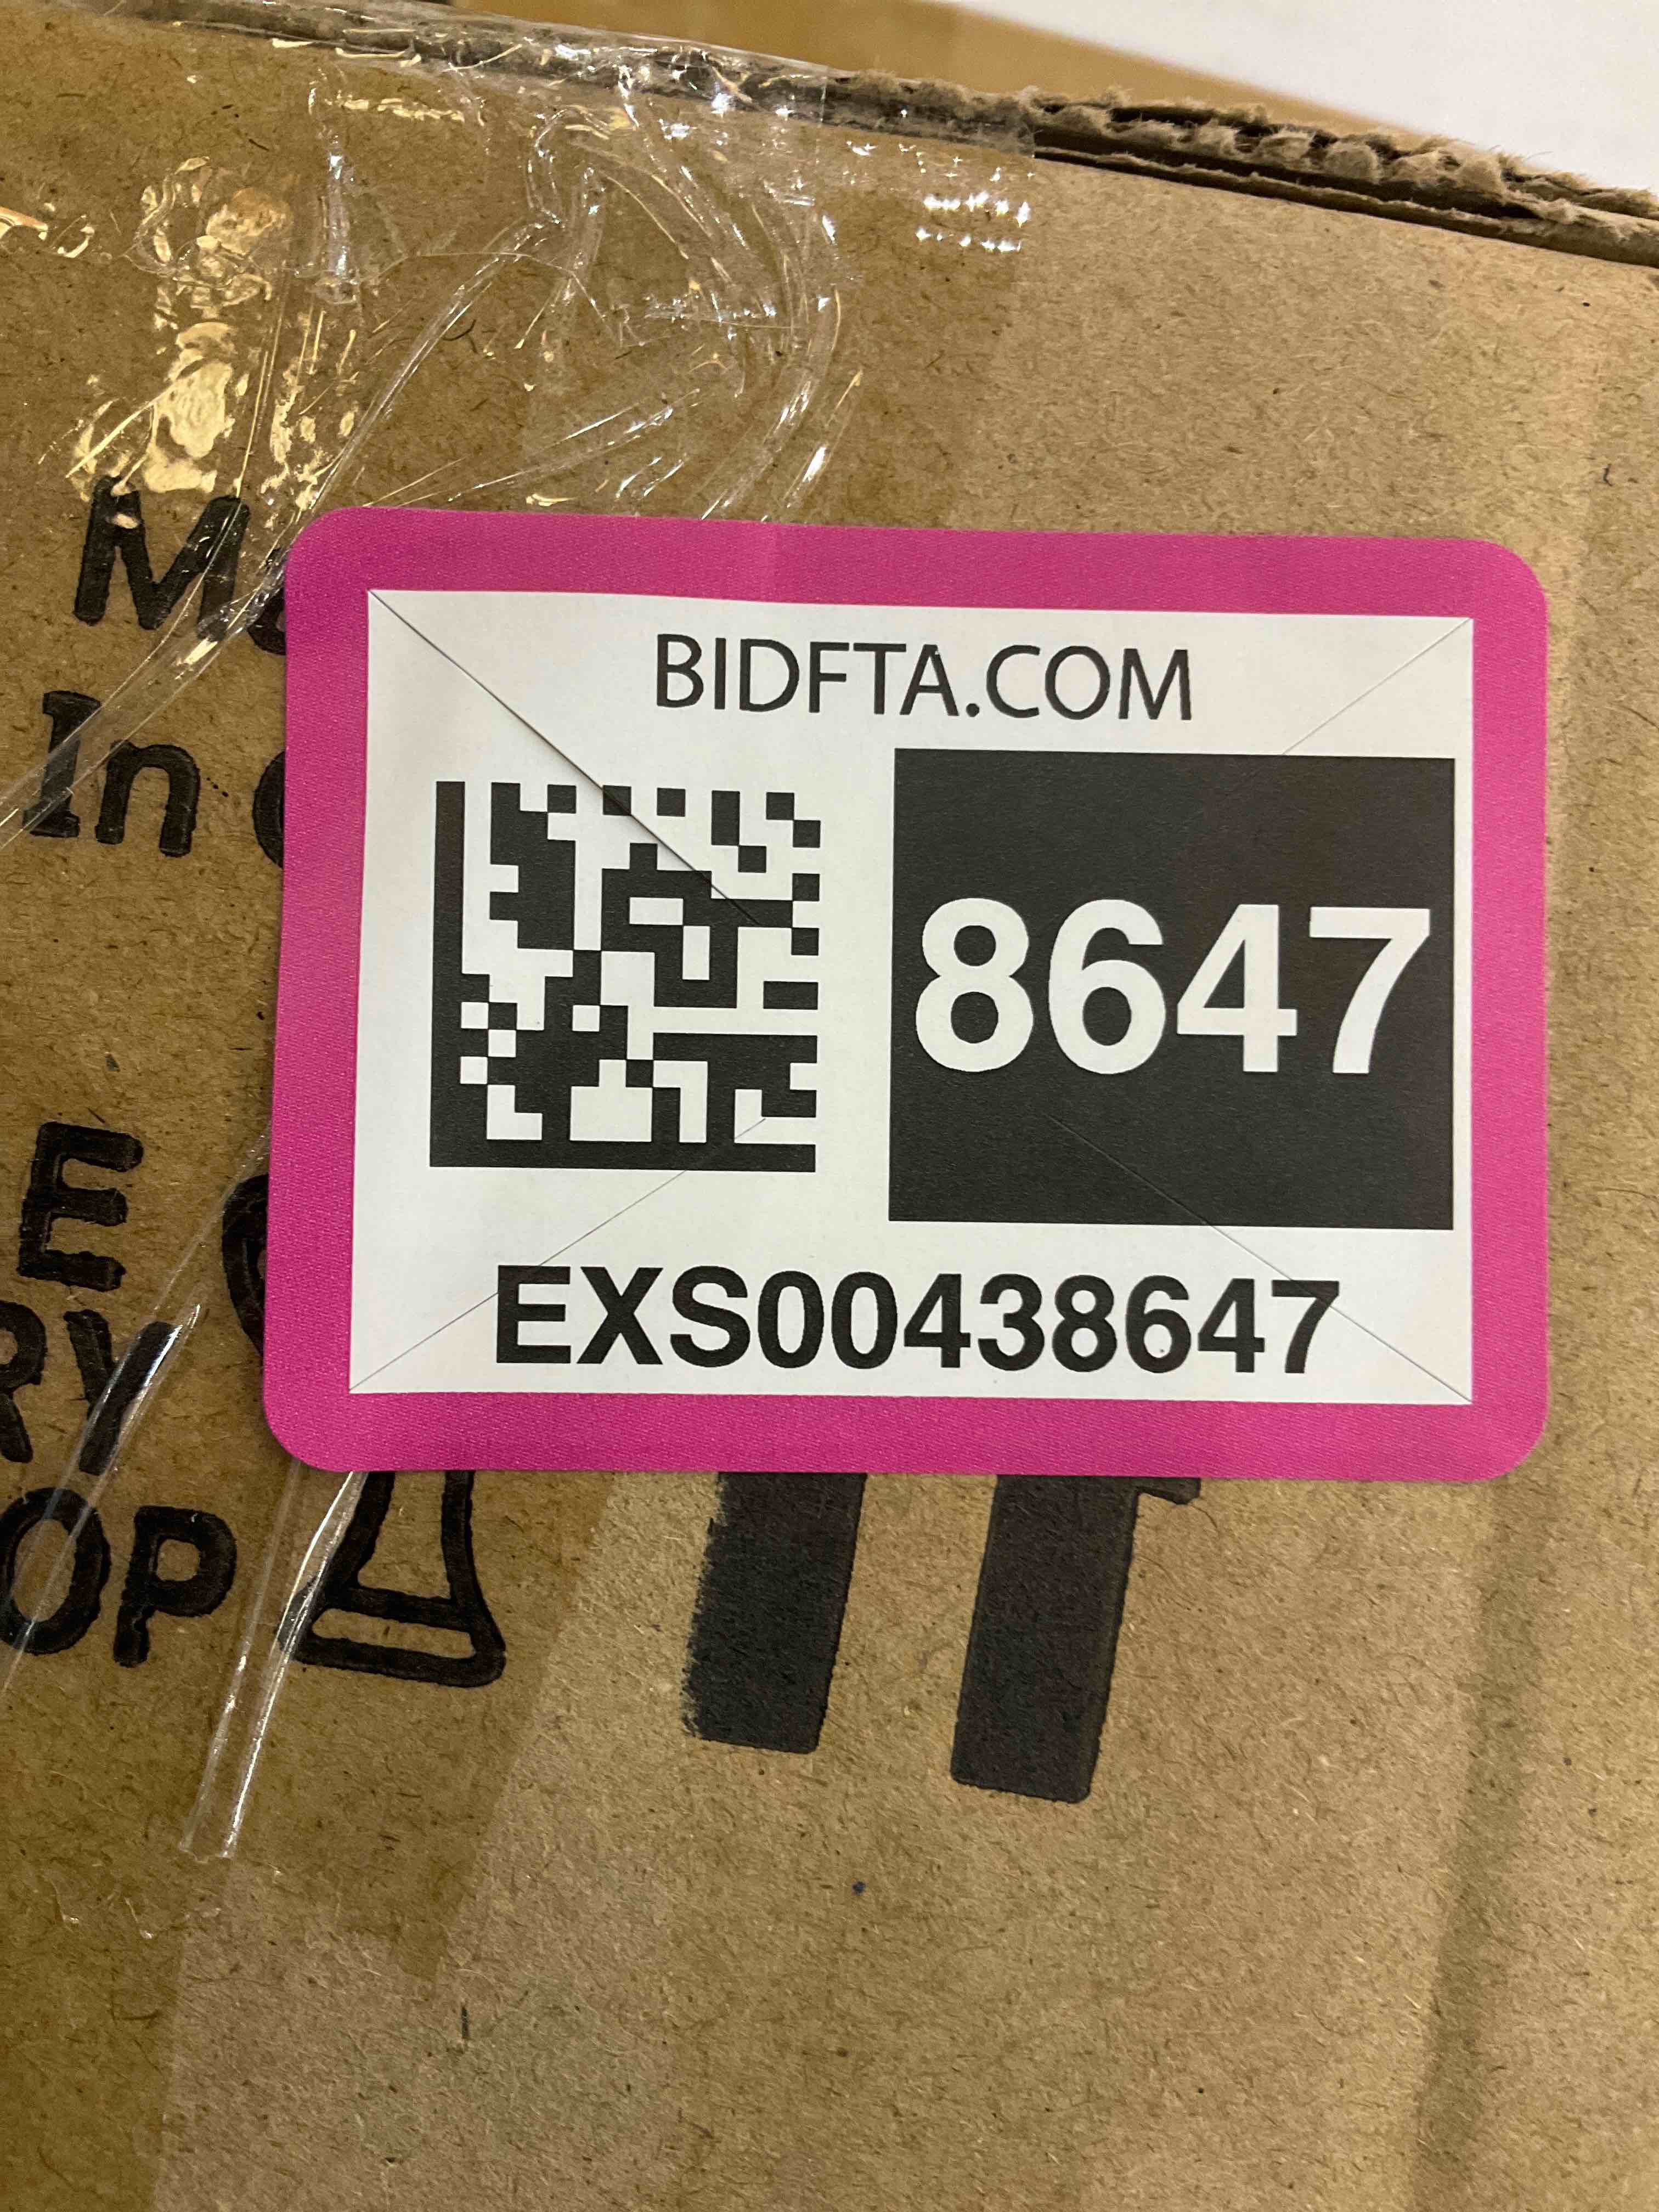 BIDFTA.COM
8647
EXS00438647
In
E
RY
OP